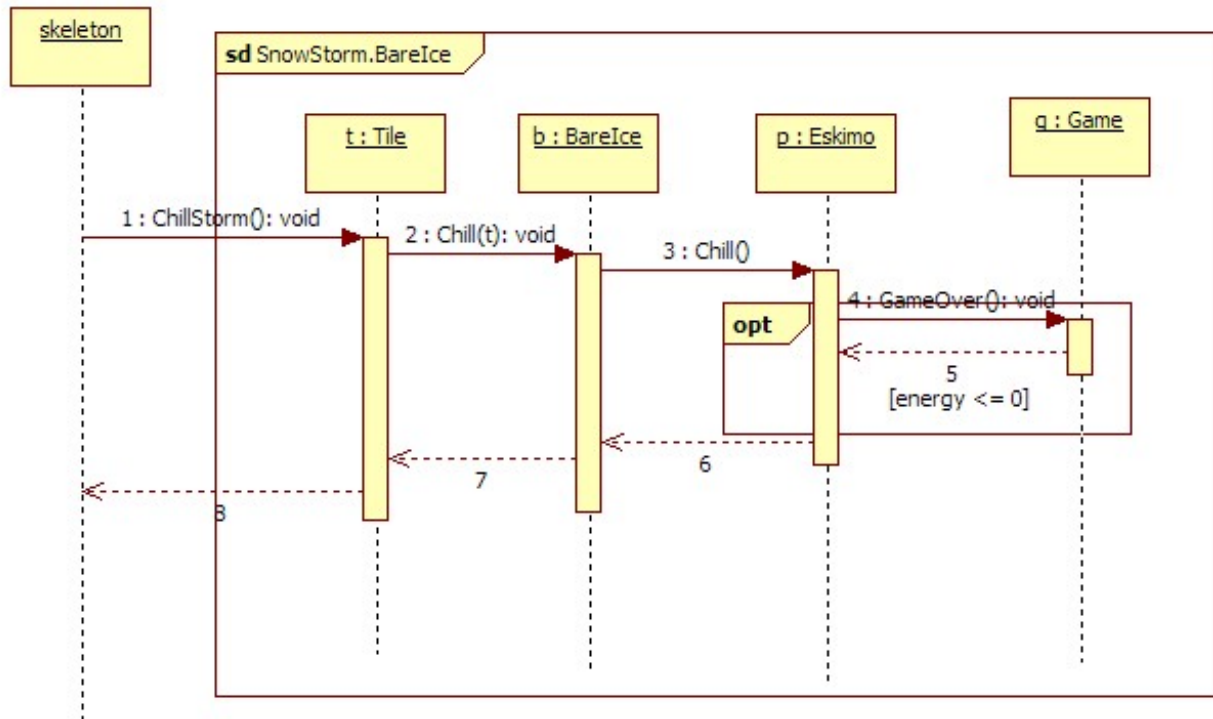 skeleton
sd SnowStorm.BareIce
t : Tile
b : BareIce
p : Eskimo
g : Game
1 : ChillStorm(): void
2 : Chill(t): void
3 : Chill()
4 : GameOver(): void
opt
5
[energy <= 0]
6
7
8